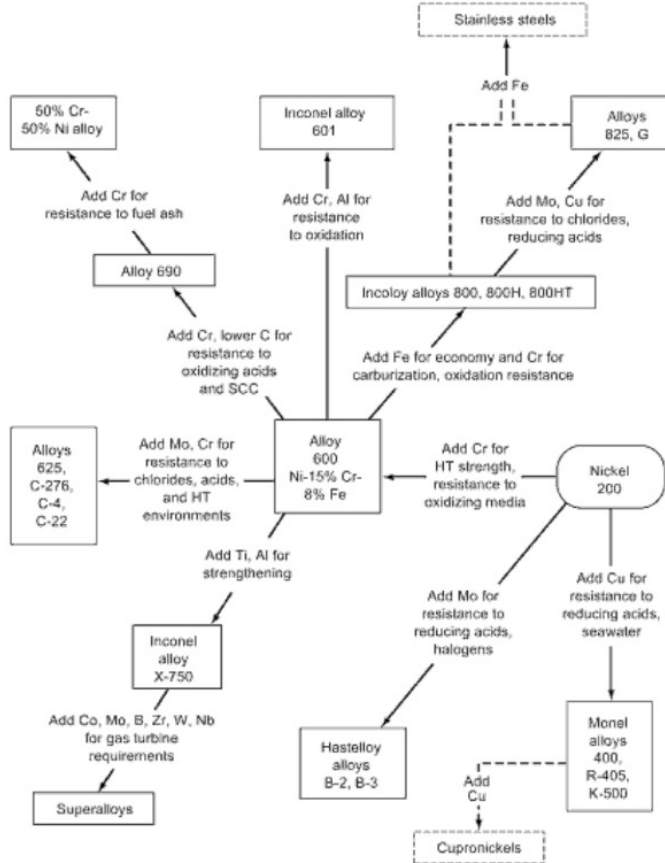 Stainless steels
Add Fe
50% Cr-
50% Ni alloy
Inconel alloy
601
Alloys
825, G
Add Cr for
resistance to fuel ash
Add Cr, Al for
resistance
to oxidation
Add Mo, Cu for
resistance to chlorides,
reducing acids
Alloy 690
Incoloy alloys 800, 800H, 800HT
Add Cr, lower C for
resistance to
oxidizing acids
and SCC
Add Fe for economy and Cr for
carburization, oxidation resistance
Alloys
625,
C-276,
C-4,
C-22
Add Mo, Cr for
resistance to
chlorides, acids,
and HT
environments
Alloy
600
Ni-15% Cr-
8% Fe
Add Cr for
HT strength,
resistance to
oxidizing media
Nickel
200
Add Ti, Al for
strengthening
Add Mo for
resistance to
reducing acids,
halogens
Add Cu for
resistance to
reducing acids,
seawater
Inconel
alloy
X-750
Add Co, Mo, B, Zr, W, Nb
for gas turbine
requirements
Hastelloy
alloys
B-2, B-3
Monel
alloys
400,
R-405,
K-500
Superalloys
Add
Cu
Cupronickels